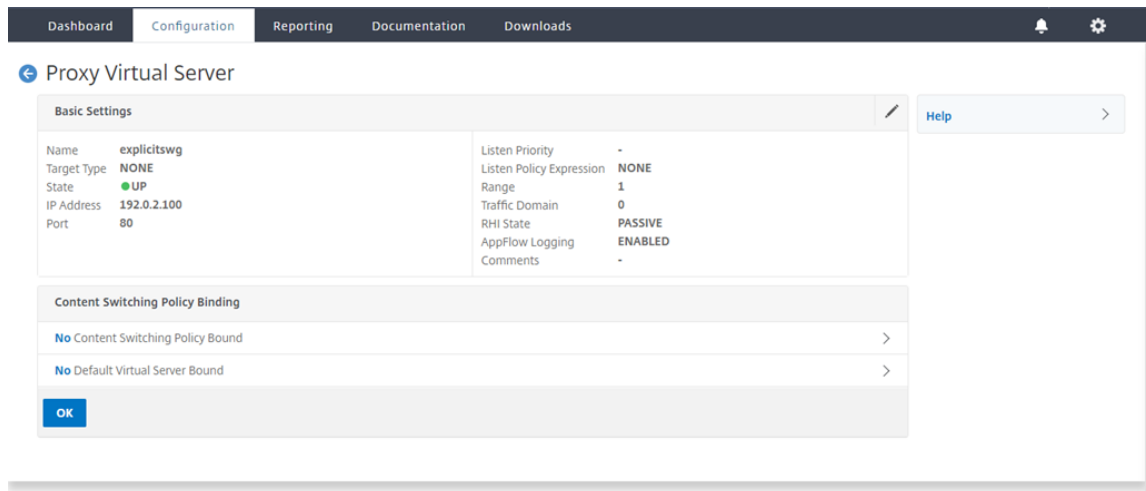 Dashboard Configuration Reporting Documentation Downloads
Proxy Virtual Server
Basic Settings
Help
Name explicitswg
Target Type NONE
State UP
IP Address 192.0.2.100
Port 80
Listen Priority -
Listen Policy Expression NONE
Range 1
Traffic Domain 0
RHI State PASSIVE
AppFlow Logging ENABLED
Comments -
Content Switching Policy Binding
No Content Switching Policy Bound
No Default Virtual Server Bound
OK